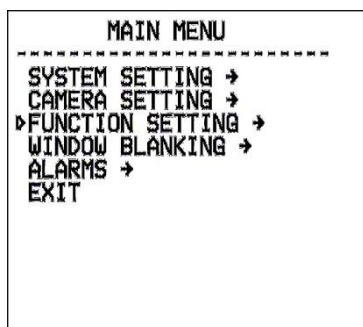 MAIN MENU
SYSTEM SETTING →
CAMERA SETTING →
FUNCTION SETTING →
WINDOW BLANKING →
ALARMS →
EXIT